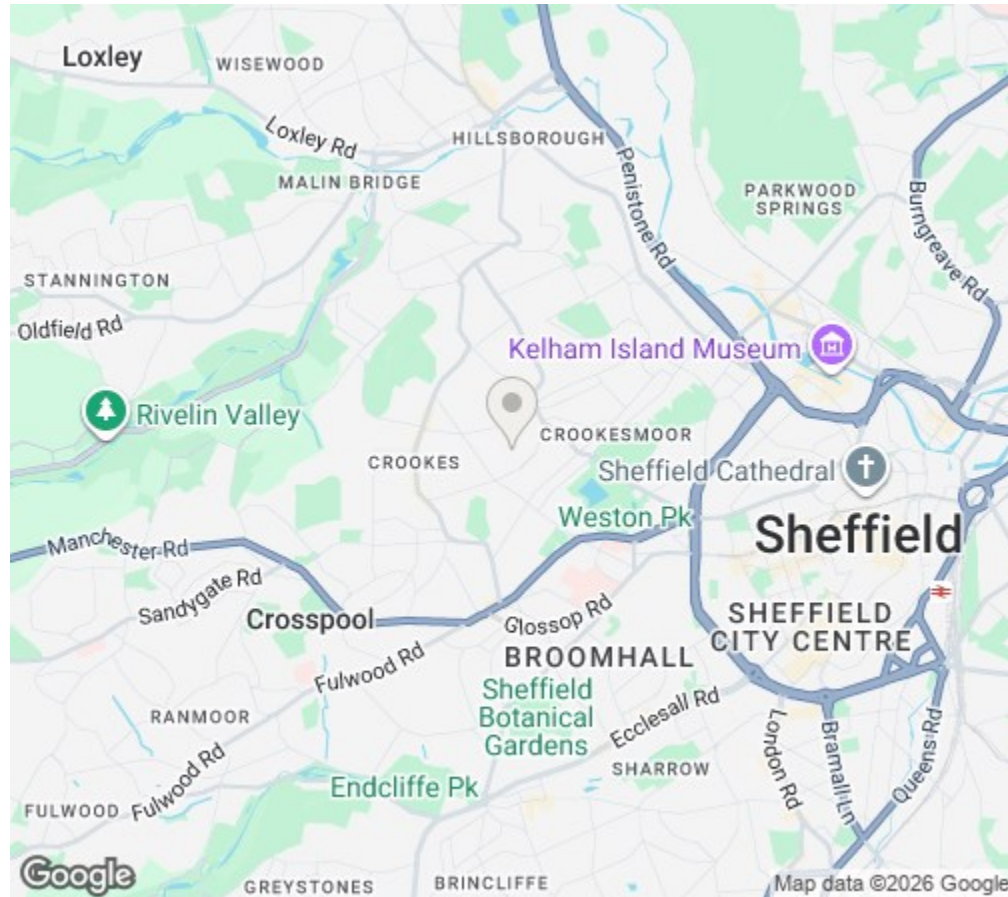 Loxley
WISEWOOD
Loxley Rd
HILLSBOROUGH
MALIN BRIDGE
Penistone Rd
PARKWOOD
SPRINGS
Burngreave Rd
STANNINGTON
Oldfield Rd
Kelham Island Museum
Rivelin Valley
CROOKESMOOR
CROOKES
Sheffield Cathedral
Weston Pk
Manchester Rd
Sheffield
Sandygate Rd
Crosspool
Glossop Rd
SHEFFIELD
CITY CENTRE
BROOMHALL
Fulwood Rd
Sheffield
Botanical
Gardens
Ecclesall Rd
RANMOOR
London Rd
Bramall Ln
Queens Rd
SHARROW
Fulwood Rd
Endcliffe Pk
FULWOOD
Google
GREYSTONES
BRINCLIFFE
Map data ©2026 Google